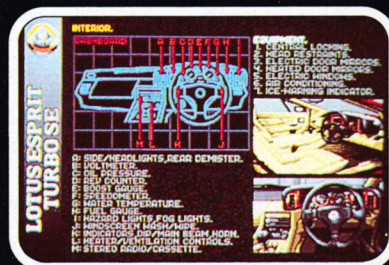 LOTUS ESPRIT
TURBO SE
INTERIOR.
DASHBOARD
A B C D E F G H I
M L K J
A: SIDE/HEADLIGHTS, REAR DEMISTER.
B: VOLTMETER.
C: OIL PRESSURE.
D: REV COUNTER.
E: BOOST GAUGE.
F: SPEEDOMETER.
G: WATER TEMPERATURE.
H: FUEL GAUGE.
I: HAZARD LIGHTS, FOG LIGHTS.
J: WINDSCREEN WASH/WIPE.
K: INDICATORS, DIP/MAIN BEAM, HORN.
L: HEATER/VENTILATION CONTROLS.
M: STEREO RADIO/CASSETTE.
EQUIPMENT.
1. CENTRAL LOCKING.
2. HEAD RESTRAINTS.
3. ELECTRIC DOOR MIRRORS.
4. HEATED DOOR MIRRORS.
5. ELECTRIC WINDOWS.
6. AIR CONDITIONING.
7. ICE-WARNING INDICATOR.